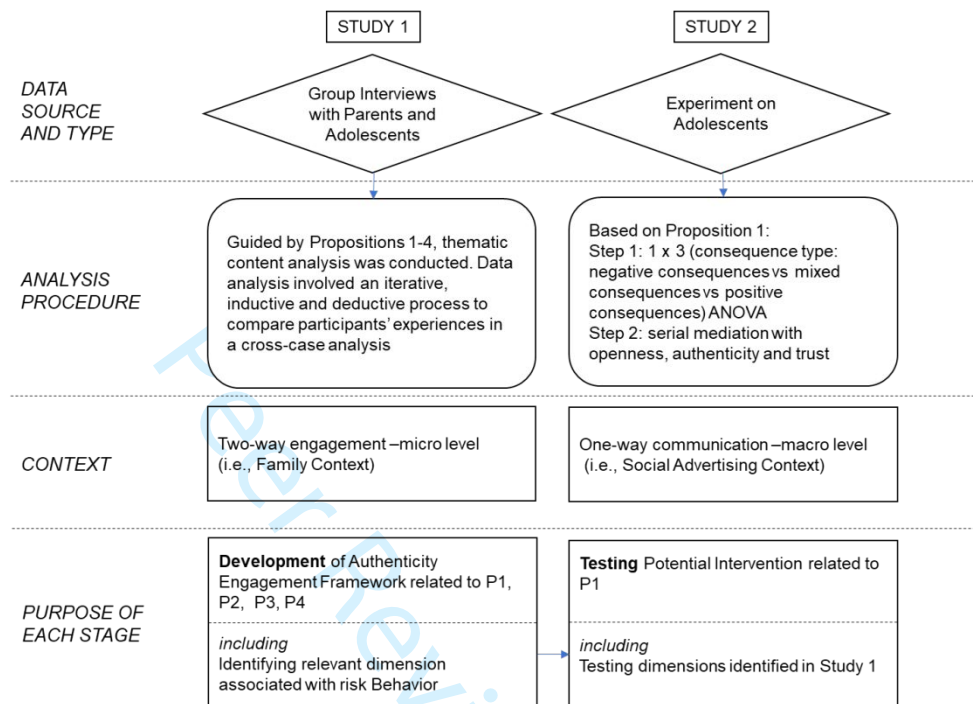 STUDY 1
STUDY 2
DATA
SOURCE
AND TYPE
Group Interviews
with Parents and
Adolescents
Experiment on
Adolescents
ANALYSIS
PROCEDURE
Guided by Propositions 1-4, thematic
content analysis was conducted. Data
analysis involved an iterative,
inductive and deductive process to
compare participants' experiences in
a cross-case analysis
Based on Proposition 1:
Step 1: 1 x 3 (consequence type:
negative consequences vs mixed
consequences vs positive
consequences) ANOVA
Step 2: serial mediation with
openness, authenticity and trust
CONTEXT
Two-way engagement –micro level
(i.e., Family Context)
One-way communication –macro level
(i.e., Social Advertising Context)
PURPOSE OF
EACH STAGE
Development of Authenticity
Engagement Framework related to P1,
P2, P3, P4
including
Identifying relevant dimension
associated with risk Behavior
Testing Potential Intervention related to
P1
including
Testing dimensions identified in Study 1
Peer Revi